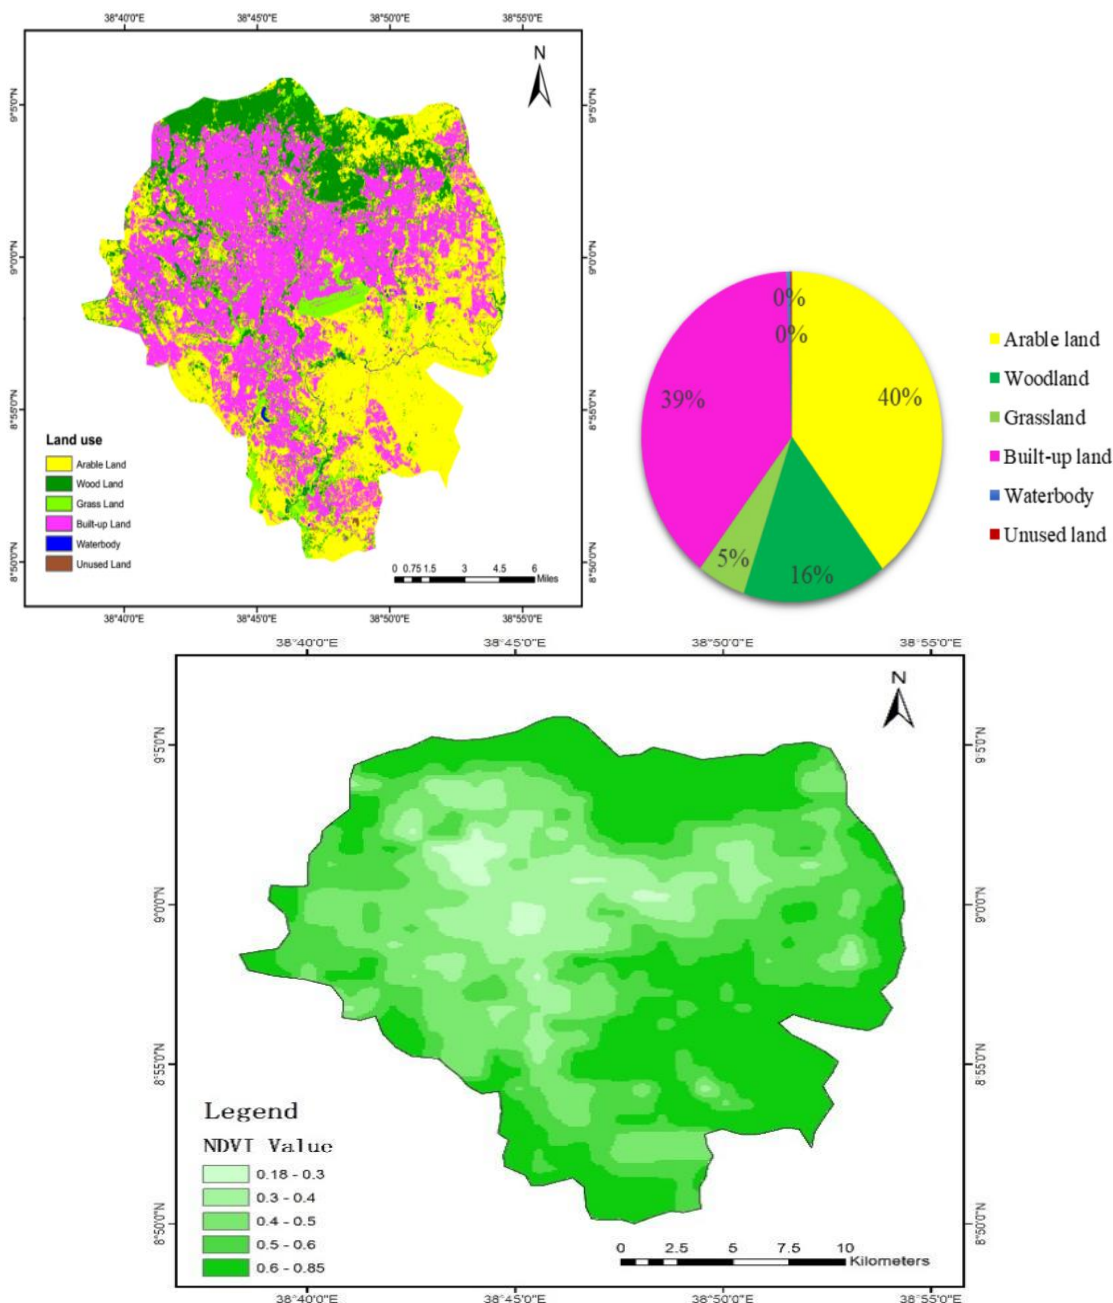 38°40'0"E 38°45'0"E 38°50'0"E 38°55'0"E
N
9°5'0"N 9°5'0"N
9°0'0"N 9°0'0"N
8°55'0"N 8°55'0"N
8°50'0"N 8°50'0"N
Land use
Arable Land
Wood Land
Grass Land
Built-up Land
Waterbody
Unused Land
0 0.75 1.5 3 4.5 6
Miles
38°40'0"E 38°45'0"E 38°50'0"E 38°55'0"E
0%
0%
39%
40%
5%
16%
Arable land
Woodland
Grassland
Built-up land
Waterbody
Unused land
38°40'0"E 38°45'0"E 38°50'0"E 38°55'0"E
N
9°5'0"N 9°5'0"N
9°0'0"N 9°0'0"N
8°55'0"N 8°55'0"N
8°50'0"N 8°50'0"N
Legend
NDVI Value
0.18 - 0.3
0.3 - 0.4
0.4 - 0.5
0.5 - 0.6
0.6 - 0.85
0 2.5 5 7.5 10
Kilometers
38°40'0"E 38°45'0"E 38°50'0"E 38°55'0"E